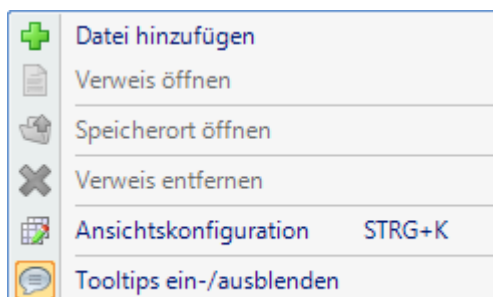 Datei hinzufügen
Verweis öffnen
Speicherort öffnen
Verweis entfernen
Ansichtskonfiguration STRG+K
Tooltips ein-/ausblenden